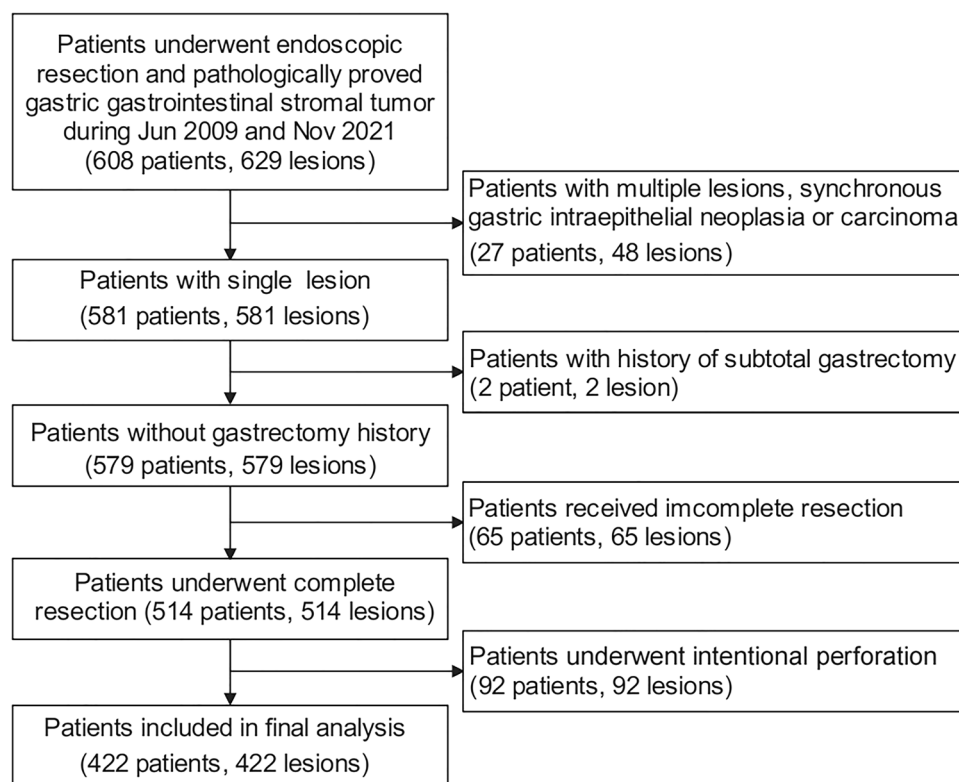 Patients underwent endoscopic
resection and pathologically proved
gastric gastrointestinal stromal tumor
during Jun 2009 and Nov 2021
(608 patients, 629 lesions)
Patients with multiple lesions, synchronous
gastric intraepithelial neoplasia or carcinoma
(27 patients, 48 lesions)
Patients with single lesion
(581 patients, 581 lesions)
Patients with history of subtotal gastrectomy
(2 patient, 2 lesion)
Patients without gastrectomy history
(579 patients, 579 lesions)
Patients received imcomplete resection
(65 patients, 65 lesions)
Patients underwent complete
resection (514 patients, 514 lesions)
Patients underwent intentional perforation
(92 patients, 92 lesions)
Patients included in final analysis
(422 patients, 422 lesions)